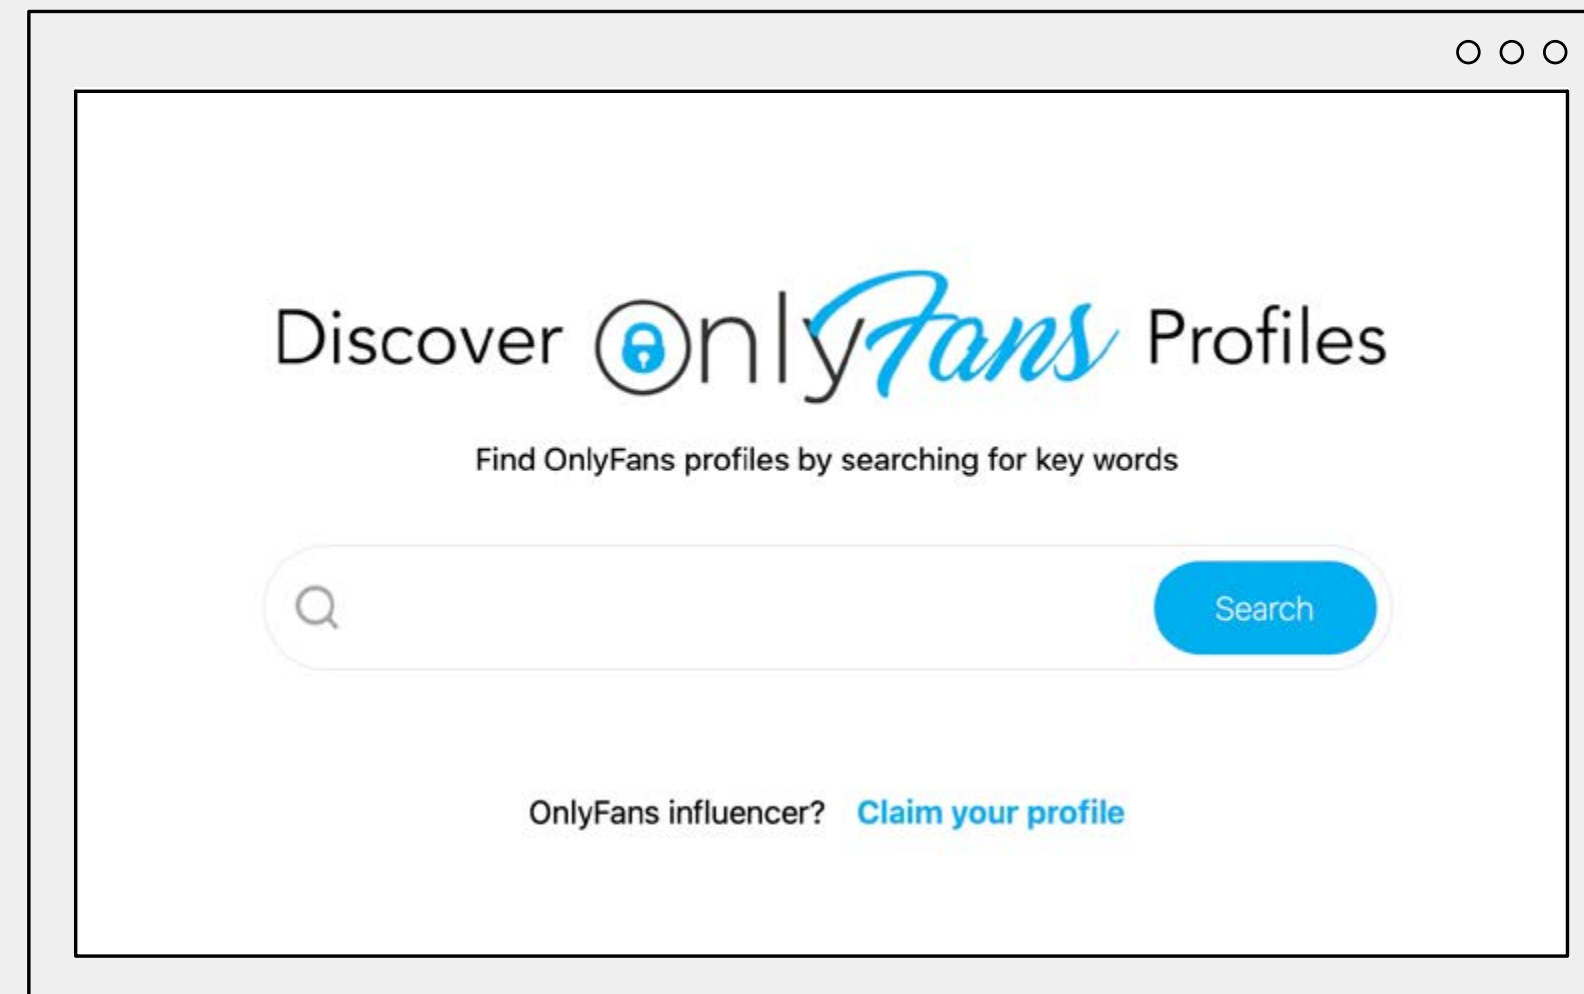 Discover OnlyFans Profiles
Find OnlyFans profiles by searching for key words
Search
OnlyFans influencer? Claim your profile